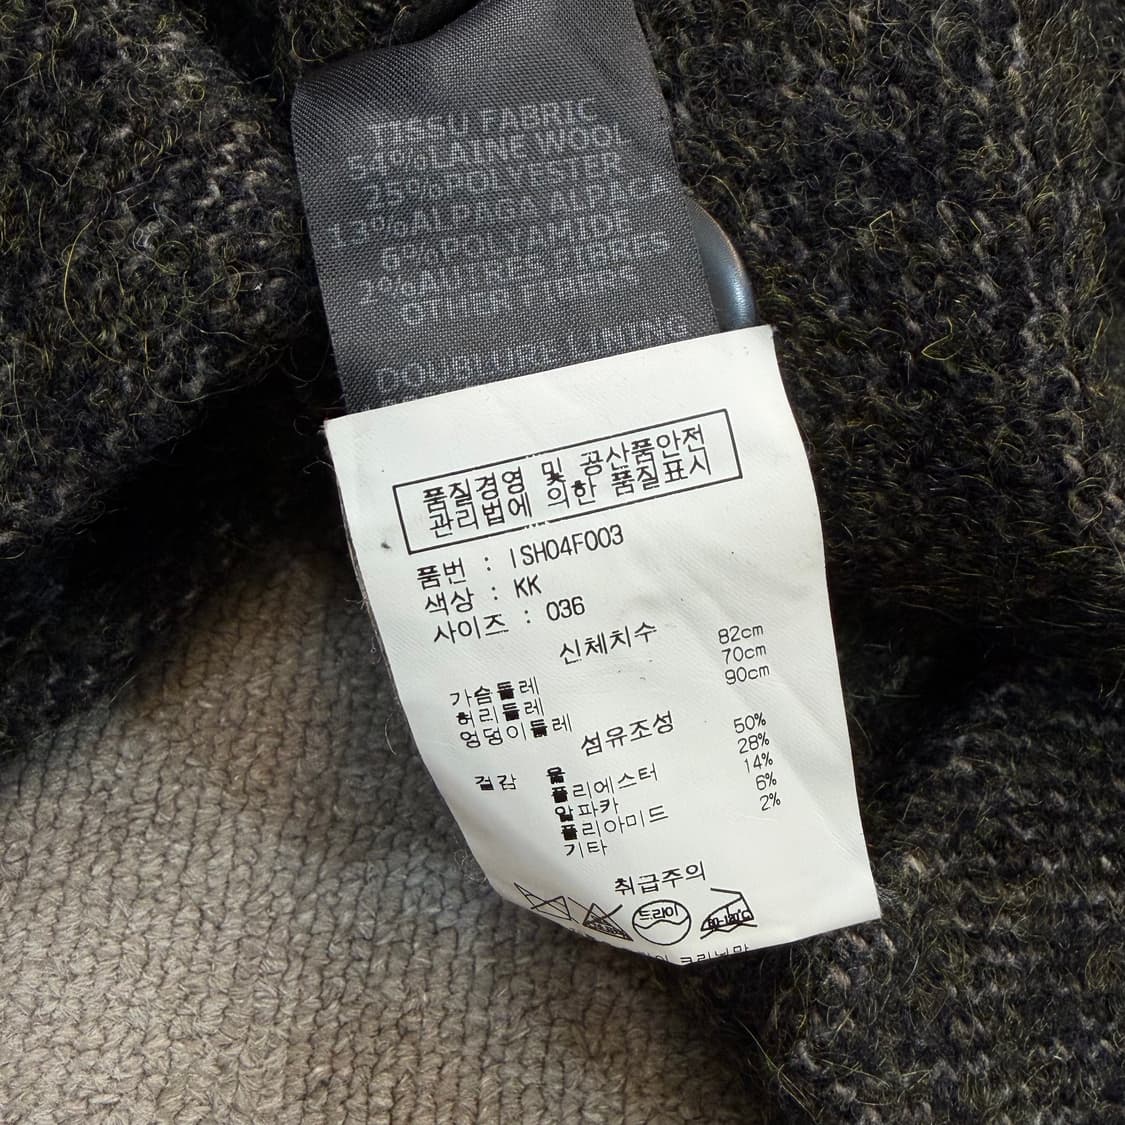 TISSU FABRIC
54%LAINE WOOL
25%POLYESTER
13%ALPAGA ALPACA
6%POLYAMIDE
2%AUTRES FIBRES
OTHER FIBERS
DOUBLURE LINING
품질경영 및 공산품안전
관리법에 의한 품질표시
품번 : ISH04F003
색상 : KK
사이즈 : 036
신체치수
가슴둘레 82cm
허리둘레 70cm
엉덩이둘레 90cm
섬유조성
겉감 울 50%
폴리에스터 28%
알파카 14%
폴리아미드 6%
기타 2%
취급주의
드라이